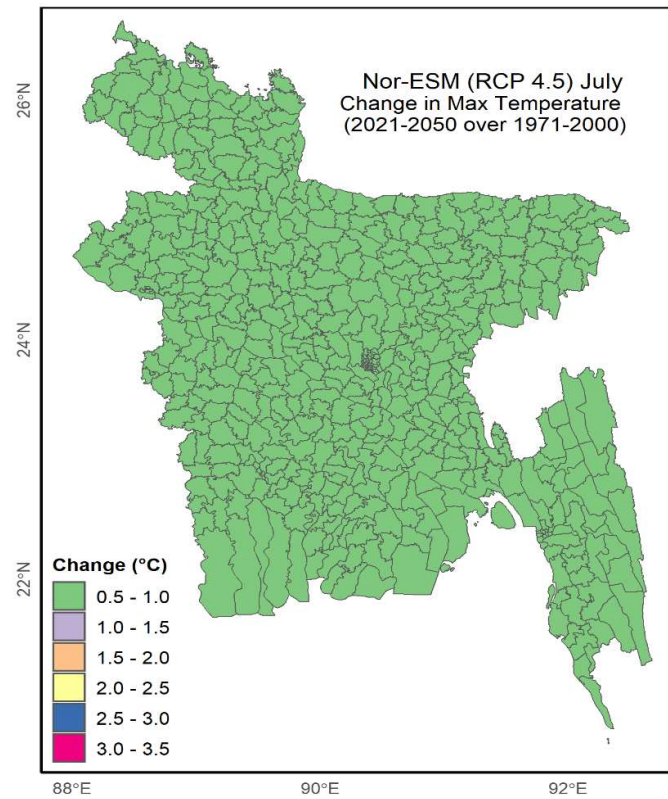 Nor-ESM (RCP 4.5) July
Change in Max Temperature
(2021-2050 over 1971-2000)
26°N
24°N
22°N
Change (°C)
0.5 - 1.0
1.0 - 1.5
1.5 - 2.0
2.0 - 2.5
2.5 - 3.0
3.0 - 3.5
88°E
90°E
92°E